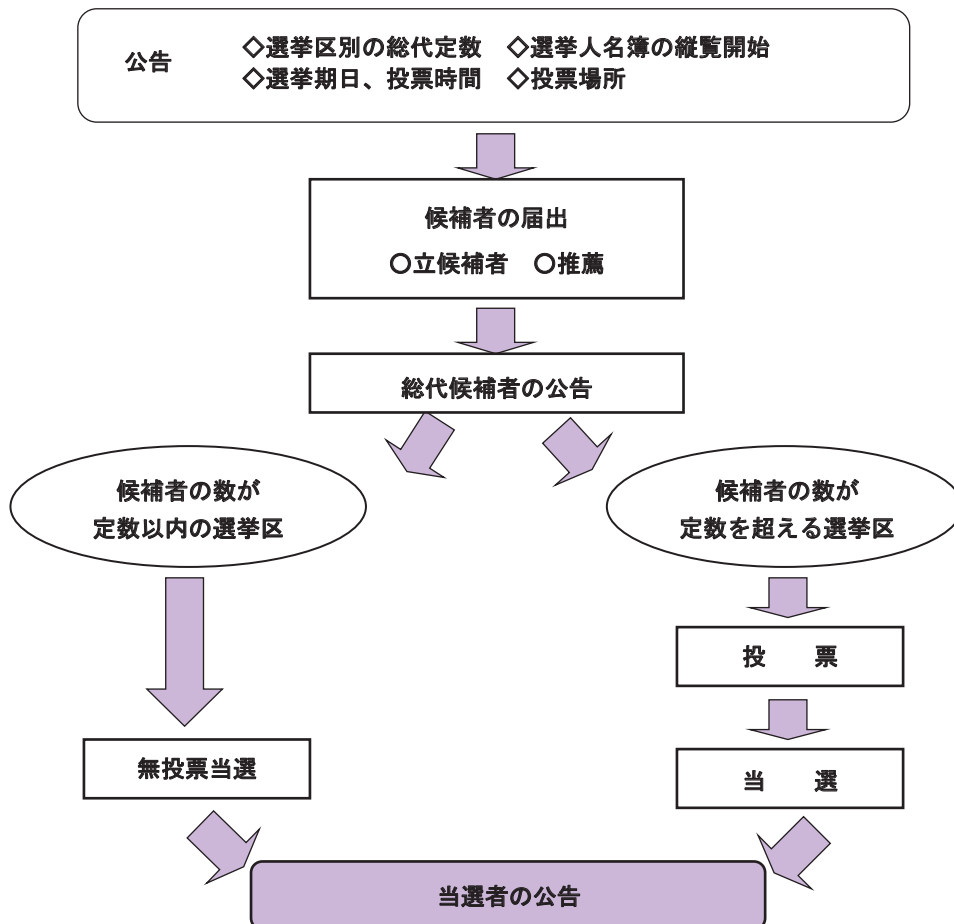 公告
◇選挙区別の総代定数　◇選挙人名簿の縦覧開始
◇選挙期日、投票時間　◇投票場所
候補者の届出
○立候補者　○推薦
総代候補者の公告
候補者の数が
定数以内の選挙区
候補者の数が
定数を超える選挙区
投　　票
無投票当選
当　　選
当選者の公告